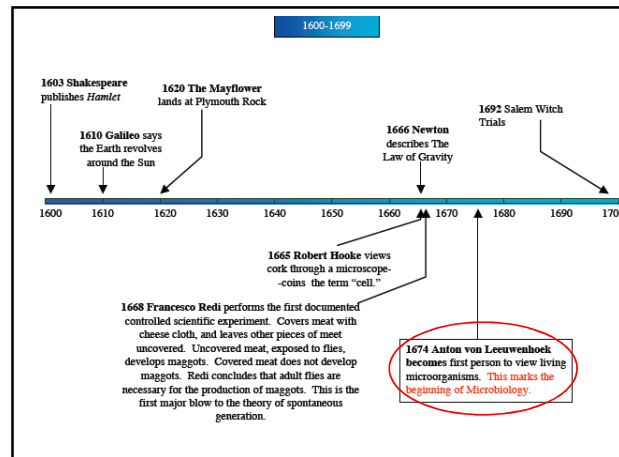 1600-1699
1603 Shakespeare
publishes Hamlet
1620 The Mayflower
lands at Plymouth Rock
1692 Salem Witch
Trials
1610 Galileo says
the Earth revolves
around the Sun
1666 Newton
describes The
Law of Gravity
1600 1610 1620 1630 1640 1650 1660 1670 1680 1690 170
1665 Robert Hooke views
cork through a microscope-
-coins the term “cell.”
1668 Francesco Redi performs the first documented
controlled scientific experiment. Covers meat with
cheese cloth, and leaves other pieces of meet
uncovered. Uncovered meat, exposed to flies,
develops maggots. Covered meat does not develop
maggots. Redi concludes that adult flies are
necessary for the production of maggots. This is the
first major blow to the theory of spontaneous
generation.
1674 Anton von Leeuwenhoek
becomes first person to view living
microorganisms. This marks the
beginning of Microbiology.